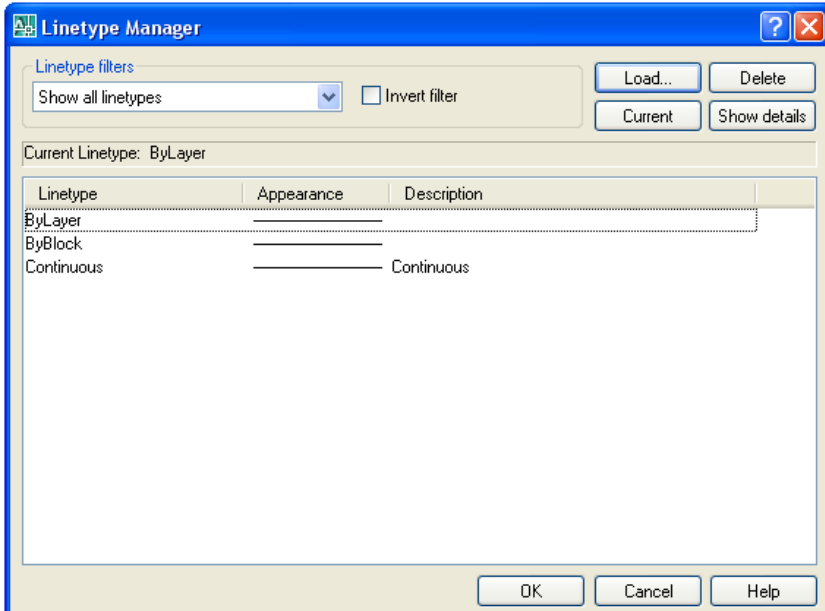 Linetype Manager
Linetype filters
Show all linetypes
Invert filter
Load...
Delete
Current
Show details
Current Linetype: ByLayer
Linetype Appearance Description
ByLayer
ByBlock
Continuous Continuous
OK Cancel Help